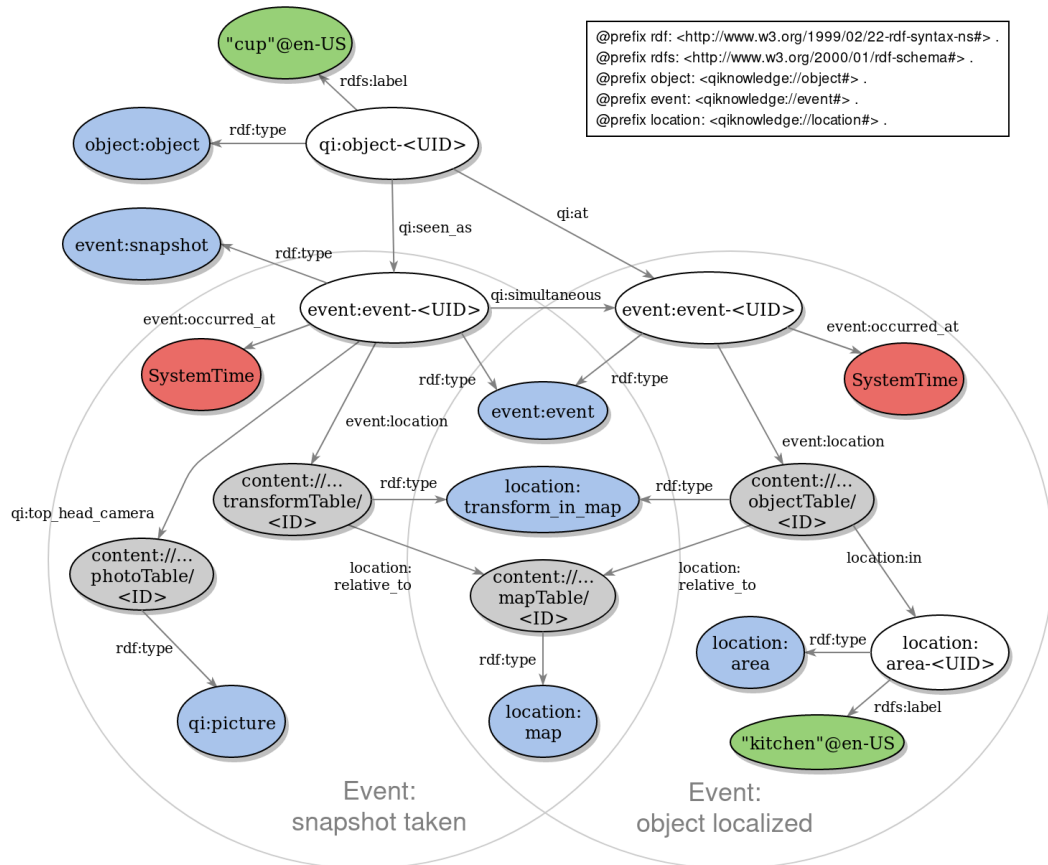 "cup"@en-US
@prefix rdf: <http://www.w3.org/1999/02/22-rdf-syntax-ns#> .
@prefix rdfs: <http://www.w3.org/2000/01/rdf-schema#> .
@prefix object: <qiknowledge://object#> .
@prefix event: <qiknowledge://event#> .
@prefix location: <qiknowledge://location#> .
rdfs:label
rdf:type
object:object
qi:object-<UID>
qi:at
qi:seen_as
event:snapshot
rdf:type
qi:simultaneous
event:event-<UID>
event:event-<UID>
event:occurred_at
event:occurred_at
SystemTime
SystemTime
rdf:type
rdf:type
event:event
event:location
event:location
content://...
transformTable/
<ID>
rdf:type
location:
transform_in_map
rdf:type
content://...
objectTable/
<ID>
qi:top_head_camera
content://...
photoTable/
<ID>
location:
relative_to
content://...
mapTable/
<ID>
location:
relative_to
location:in
rdf:type
rdf:type
location:
area
rdf:type
location:
area-<UID>
rdfs:label
qi:picture
location:
map
"kitchen"@en-US
Event:
snapshot taken
Event:
object localized